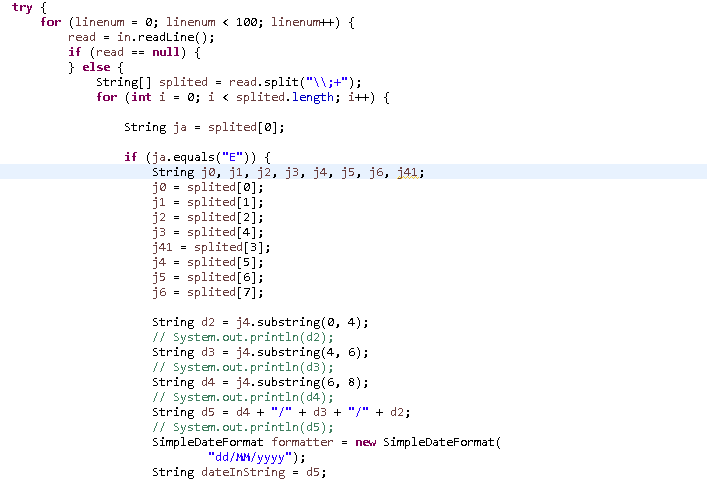 try {
for (linenum = 0; linenum < 100; linenum++) {
read = in.readLine();
if (read == null) {
} else {
String[] splited = read.split("\\;+");
for (int i = 0; i < splited.length; i++) {
String ja = splited[0];
if (ja.equals("E")) {
String j0, j1, j2, j3, j4, j5, j6, j41;
j0 = splited[0];
j1 = splited[1];
j2 = splited[2];
j3 = splited[4];
j41 = splited[3];
j4 = splited[5];
j5 = splited[6];
j6 = splited[7];
String d2 = j4.substring(0, 4);
// System.out.println(d2);
String d3 = j4.substring(4, 6);
// System.out.println(d3);
String d4 = j4.substring(6, 8);
// System.out.println(d4);
String d5 = d4 + "/" + d3 + "/" + d2;
// System.out.println(d5);
SimpleDateFormat formatter = new SimpleDateFormat(
"dd/MM/yyyy");
String dateInString = d5;